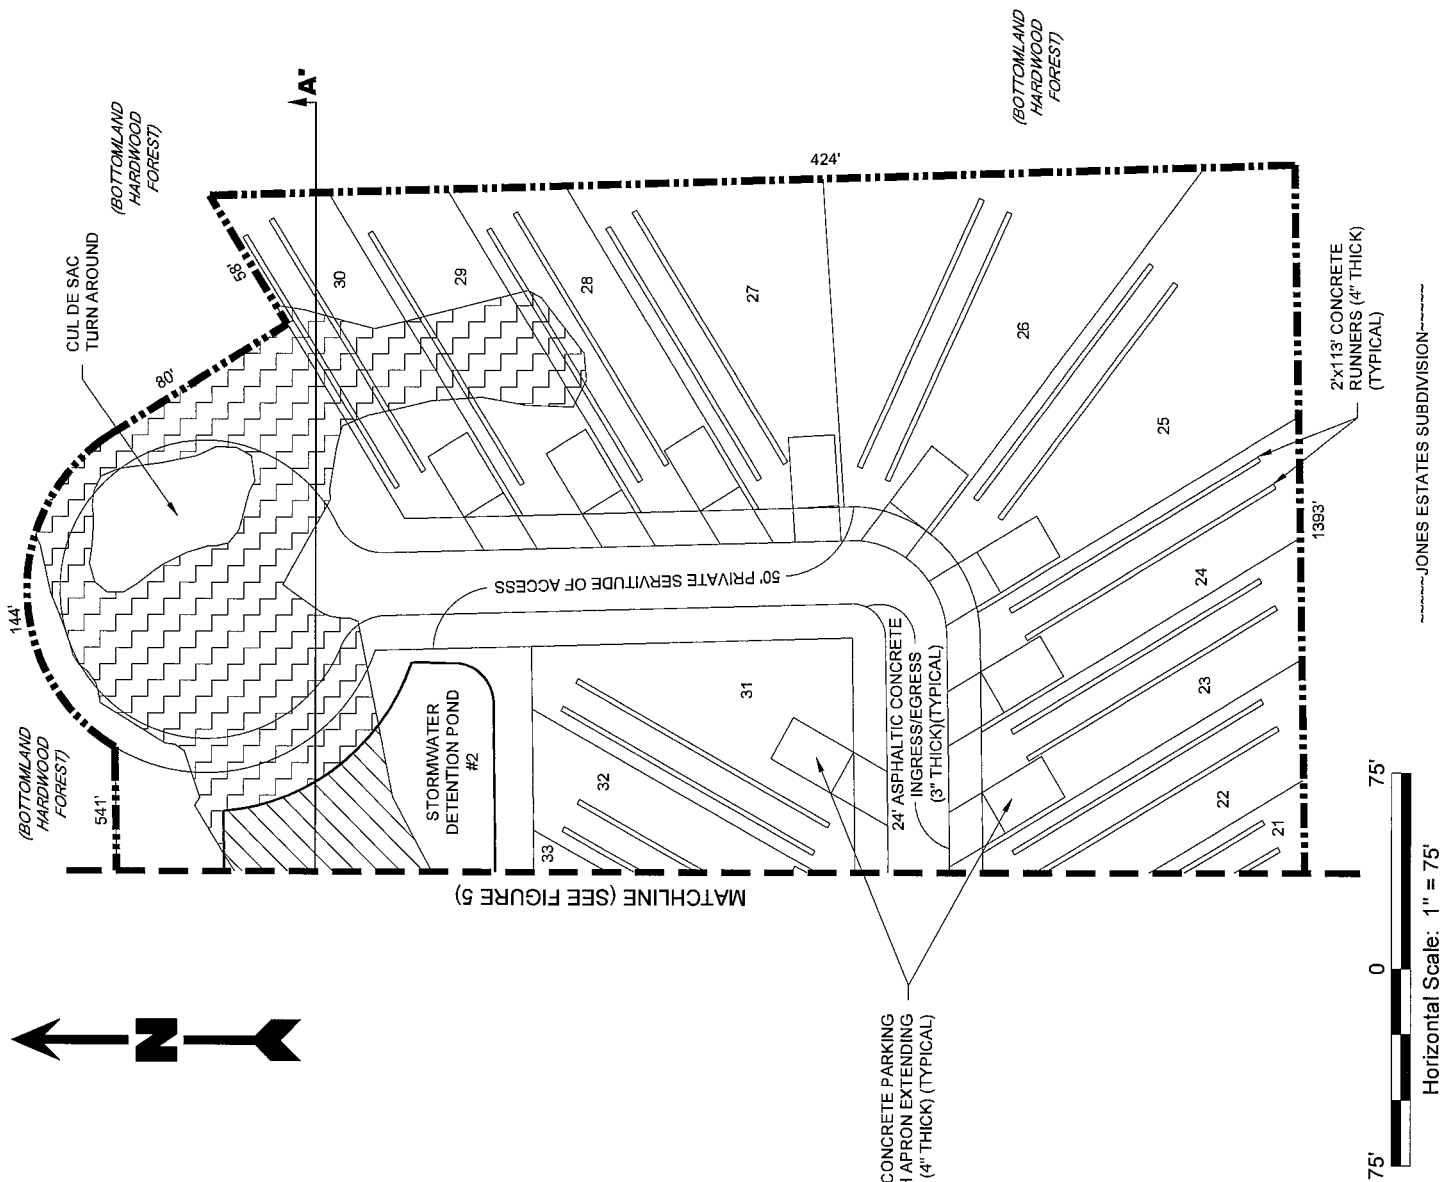 (BOTTOMLAND
HARDWOOD
FOREST)
A"
(BOTTOMLAND
HARDWOOD
FOREST)
CUL DE SAC
TURN AROUND
58'
80'
144'
(BOTTOMLAND
HARDWOOD
FOREST)
541'
424'
30
29
28
27
26
25
24
23
22
21
31
32
33
50' PRIVATE SERVITUDE OF ACCESS
STORMWATER
DETENTION POND
#2
24' ASPHALTIC CONCRETE
INGRESS/EGRESS
(3" THICK)(TYPICAL)
2'x113' CONCRETE
RUNNERS (4" THICK)
(TYPICAL)
1393'
~~~~~JONES ESTATES SUBDIVISION~~~~~
MATCHLINE (SEE FIGURE 5)
N
CONCRETE PARKING
H APRON EXTENDING
(4" THICK) (TYPICAL)
75'
0
75'
Horizontal Scale: 1" = 75'